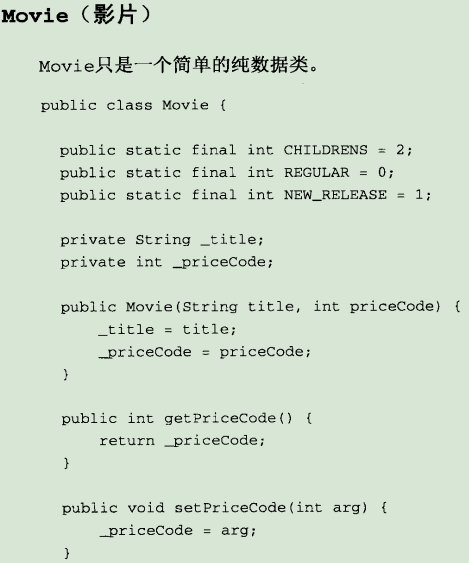 Movie（影片）
Movie只是一个简单的纯数据类。
public class Movie {
public static final int CHILDRENS = 2;
public static final int REGULAR = 0;
public static final int NEW_RELEASE = 1;
private String _title;
private int _priceCode;
public Movie(String title, int priceCode) {
_title = title;
_priceCode = priceCode;
}
public int getPriceCode() {
return _priceCode;
}
public void setPriceCode(int arg) {
_priceCode = arg;
}